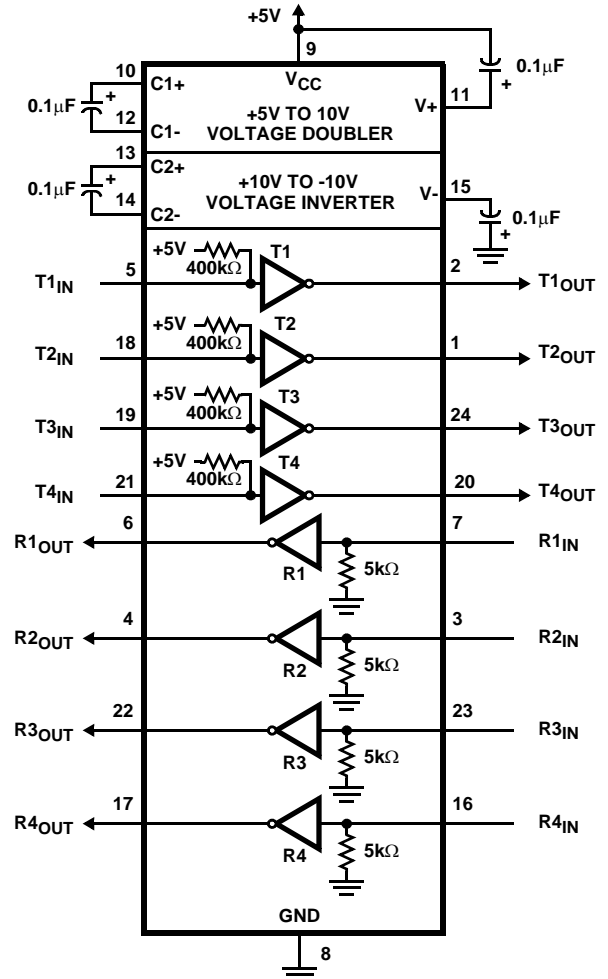 +5V
9
10
C1+
VCC
0.1μF
+
0.1μF
+
V+
11
12
C1-
+5V TO 10V
VOLTAGE DOUBLER
13
C2+
0.1μF
+
+10V TO -10V
VOLTAGE INVERTER
V-
15
14
C2-
0.1μF
+
+5V
400kΩ
T1
T1IN
5
2
T1OUT
+5V
400kΩ
T2
T2IN
18
1
T2OUT
+5V
400kΩ
T3
T3IN
19
24
T3OUT
+5V
400kΩ
T4
T4IN
21
20
T4OUT
R1OUT
6
7
R1IN
R1
5kΩ
R2OUT
4
3
R2IN
R2
5kΩ
R3OUT
22
23
R3IN
R3
5kΩ
R4OUT
17
16
R4IN
R4
5kΩ
GND
8